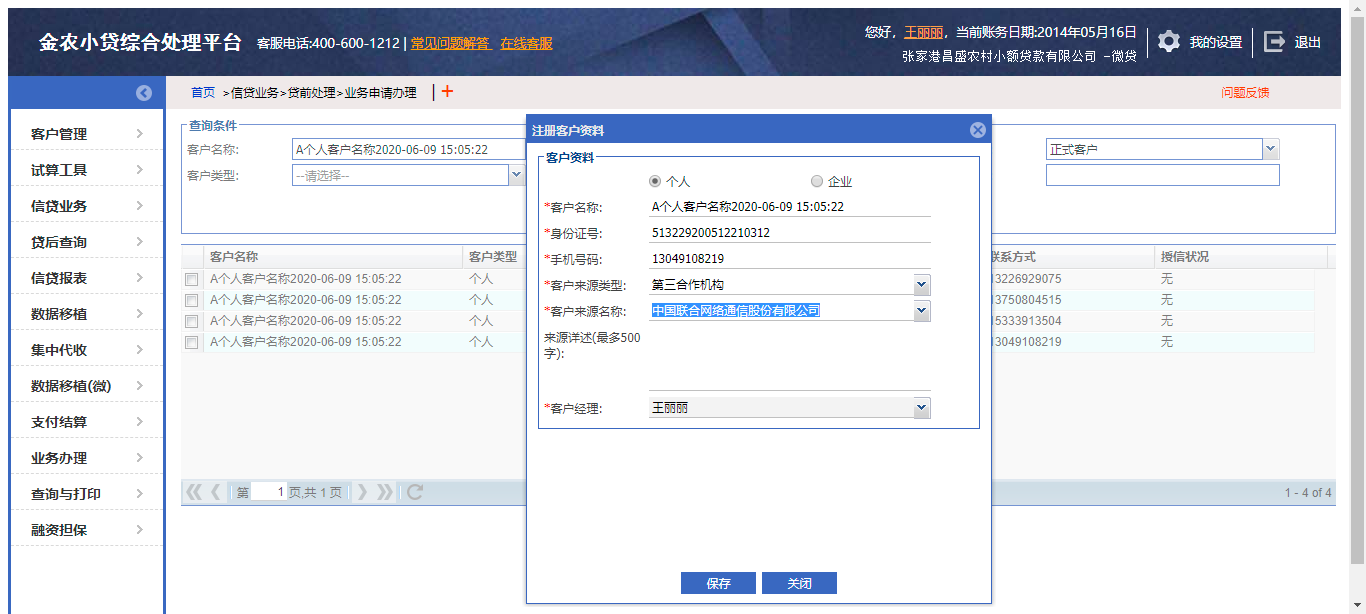 金农小贷综合处理平台 客服电话:400-600-1212 | 常见问题解答 在线客服
您好，王丽丽，当前账务日期:2014年05月16日
张家港昌盛农村小额贷款有限公司 -微贷
我的设置
退出
首页 >信贷业务>贷前处理>业务申请办理 | +
问题反馈
客户管理
试算工具
信贷业务
贷后查询
信贷报表
数据移植
集中代收
数据移植(微)
支付结算
业务办理
查询与打印
融资担保
查询条件
客户名称: A个人客户名称2020-06-09 15:05:22
正式客户
客户类型: --请选择--
客户名称 客户类型 联系方式 授信状况
A个人客户名称2020-06-09 15:05:22 个人 13226929075 无
A个人客户名称2020-06-09 15:05:22 个人 13750804515 无
A个人客户名称2020-06-09 15:05:22 个人 15333913504 无
A个人客户名称2020-06-09 15:05:22 个人 13049108219 无
第 1 页,共 1 页
1 - 4 of 4
注册客户资料
客户资料
个人 企业
*客户名称: A个人客户名称2020-06-09 15:05:22
*身份证号: 513229200512210312
*手机号码: 13049108219
*客户来源类型: 第三合作机构
*客户来源名称: 中国联合网络通信股份有限公司
来源详述(最多500
字):
*客户经理: 王丽丽
保存 关闭